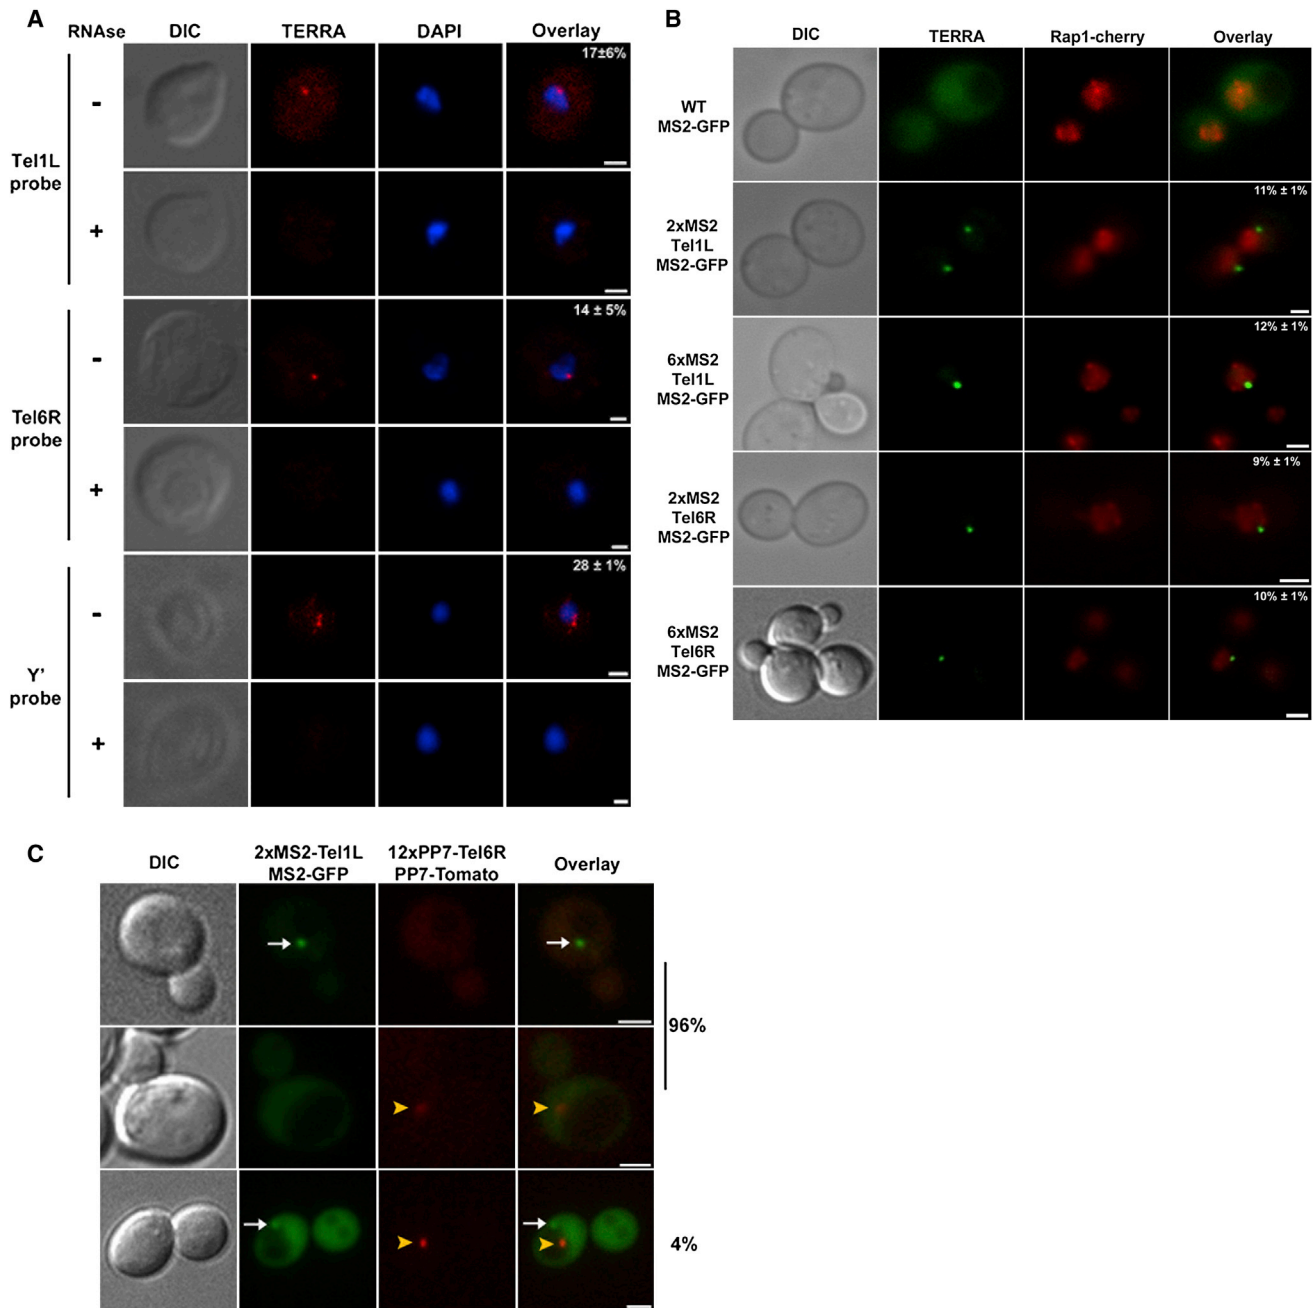 A
RNAse DIC TERRA DAPI Overlay
Tel1L
probe
-
17±6%
+
Tel6R
probe
-
14 ± 5%
+
Y'
probe
-
28 ± 1%
+
B
DIC TERRA Rap1-cherry Overlay
WT
MS2-GFP
2xMS2
Tel1L
MS2-GFP
11% ± 1%
6xMS2
Tel1L
MS2-GFP
12% ± 1%
2xMS2
Tel6R
MS2-GFP
9% ± 1%
6xMS2
Tel6R
MS2-GFP
10% ± 1%
C
DIC
2xMS2-Tel1L
MS2-GFP
12xPP7-Tel6R
PP7-Tomato
Overlay
96%
4%